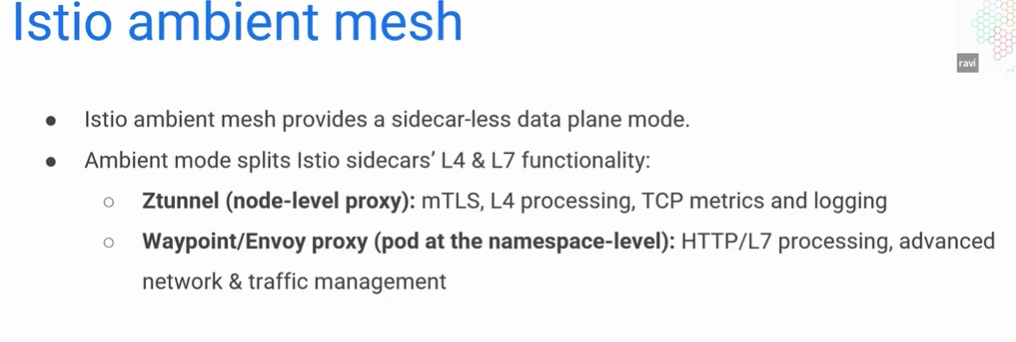 Istio ambient mesh
ravi
● Istio ambient mesh provides a sidecar-less data plane mode.
● Ambient mode splits Istio sidecars’ L4 & L7 functionality:
○ Ztunnel (node-level proxy): mTLS, L4 processing, TCP metrics and logging
○ Waypoint/Envoy proxy (pod at the namespace-level): HTTP/L7 processing, advanced
network & traffic management